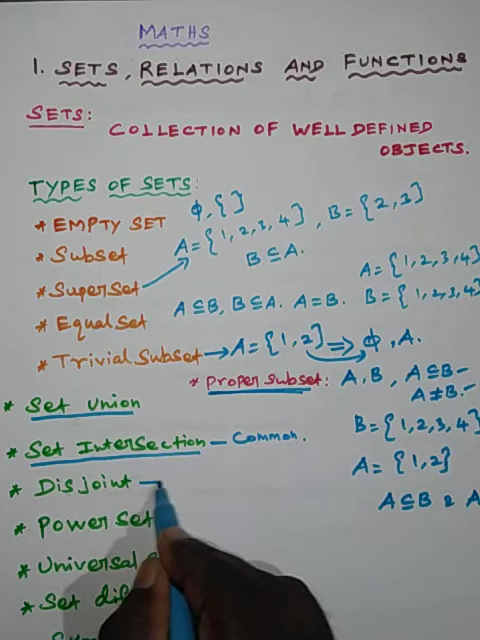 MATHS
1. SETS, RELATIONS AND FUNCTIONS
SETS:
COLLECTION OF WELL DEFINED
OBJECTS.
TYPES OF SETS:
* EMPTY SET ϕ, { }
* Subset A = {1, 2, 3, 4}, B = {2, 3}
B ⊆ A.
* Superset
A = {1, 2, 3, 4}
A ⊆ B, B ⊆ A. A = B. B = {1, 2, 3, 4}
* Equal Set
* Trivial Subset → A = {1, 2} ⇒ ϕ, A.
* Proper subset: A, B, A ⊆ B -
A ≠ B. -
* Set Union
B = {1, 2, 3, 4}
* Set Intersection - Common.
A = {1, 2}
* Disjoint -
A ⊆ B & A
* Power Set
* Universal
* Set dif